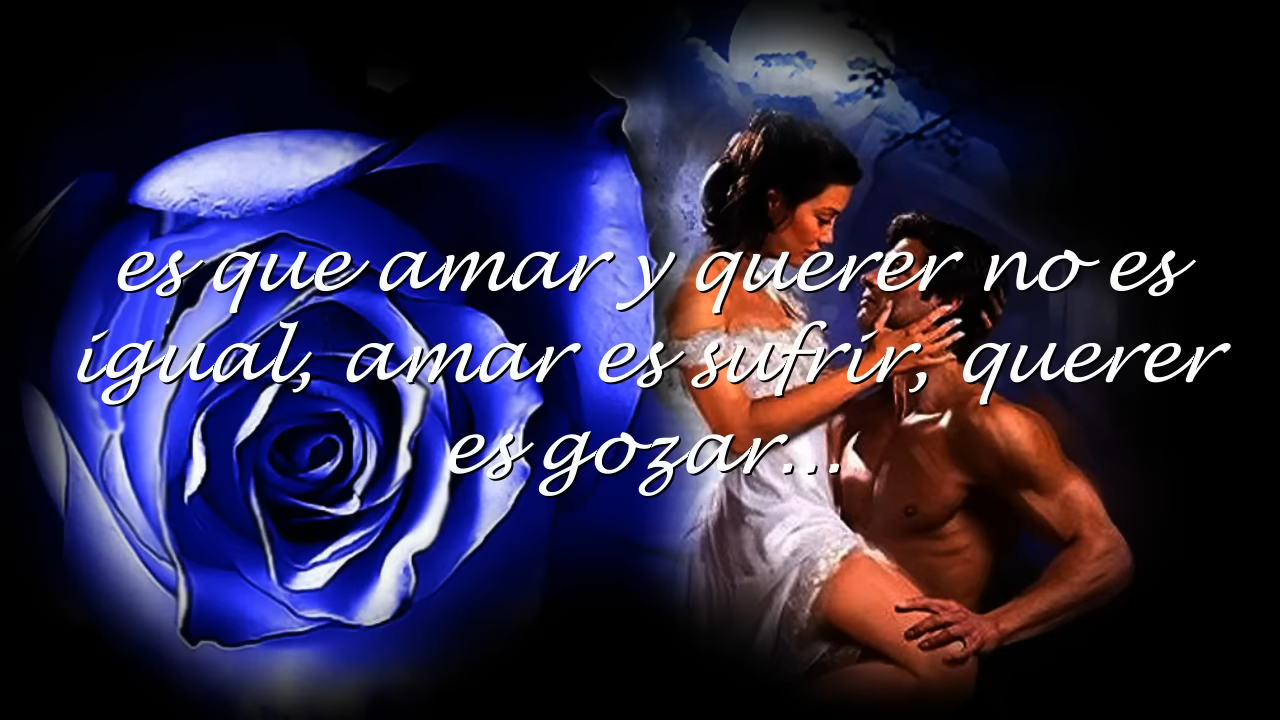 es que amar y querer no es
igual, amar es sufrir, querer
es gozar...